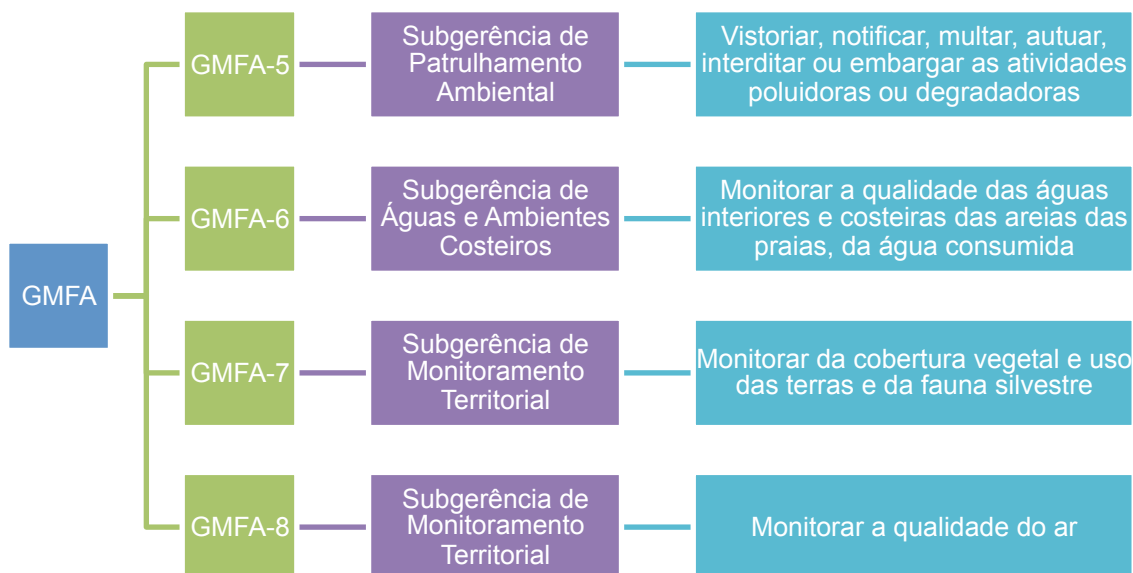 GMFA
GMFA-5
Subgerência de
Patrulhamento
Ambiental
Vistoriar, notificar, multar, autuar,
interditar ou embargar as atividades
poluidoras ou degradadoras
GMFA-6
Subgerência de
Águas e Ambientes
Costeiros
Monitorar a qualidade das águas
interiores e costeiras das areias das
praias, da água consumida
GMFA-7
Subgerência de
Monitoramento
Territorial
Monitorar da cobertura vegetal e uso
das terras e da fauna silvestre
GMFA-8
Subgerência de
Monitoramento
Territorial
Monitorar a qualidade do ar